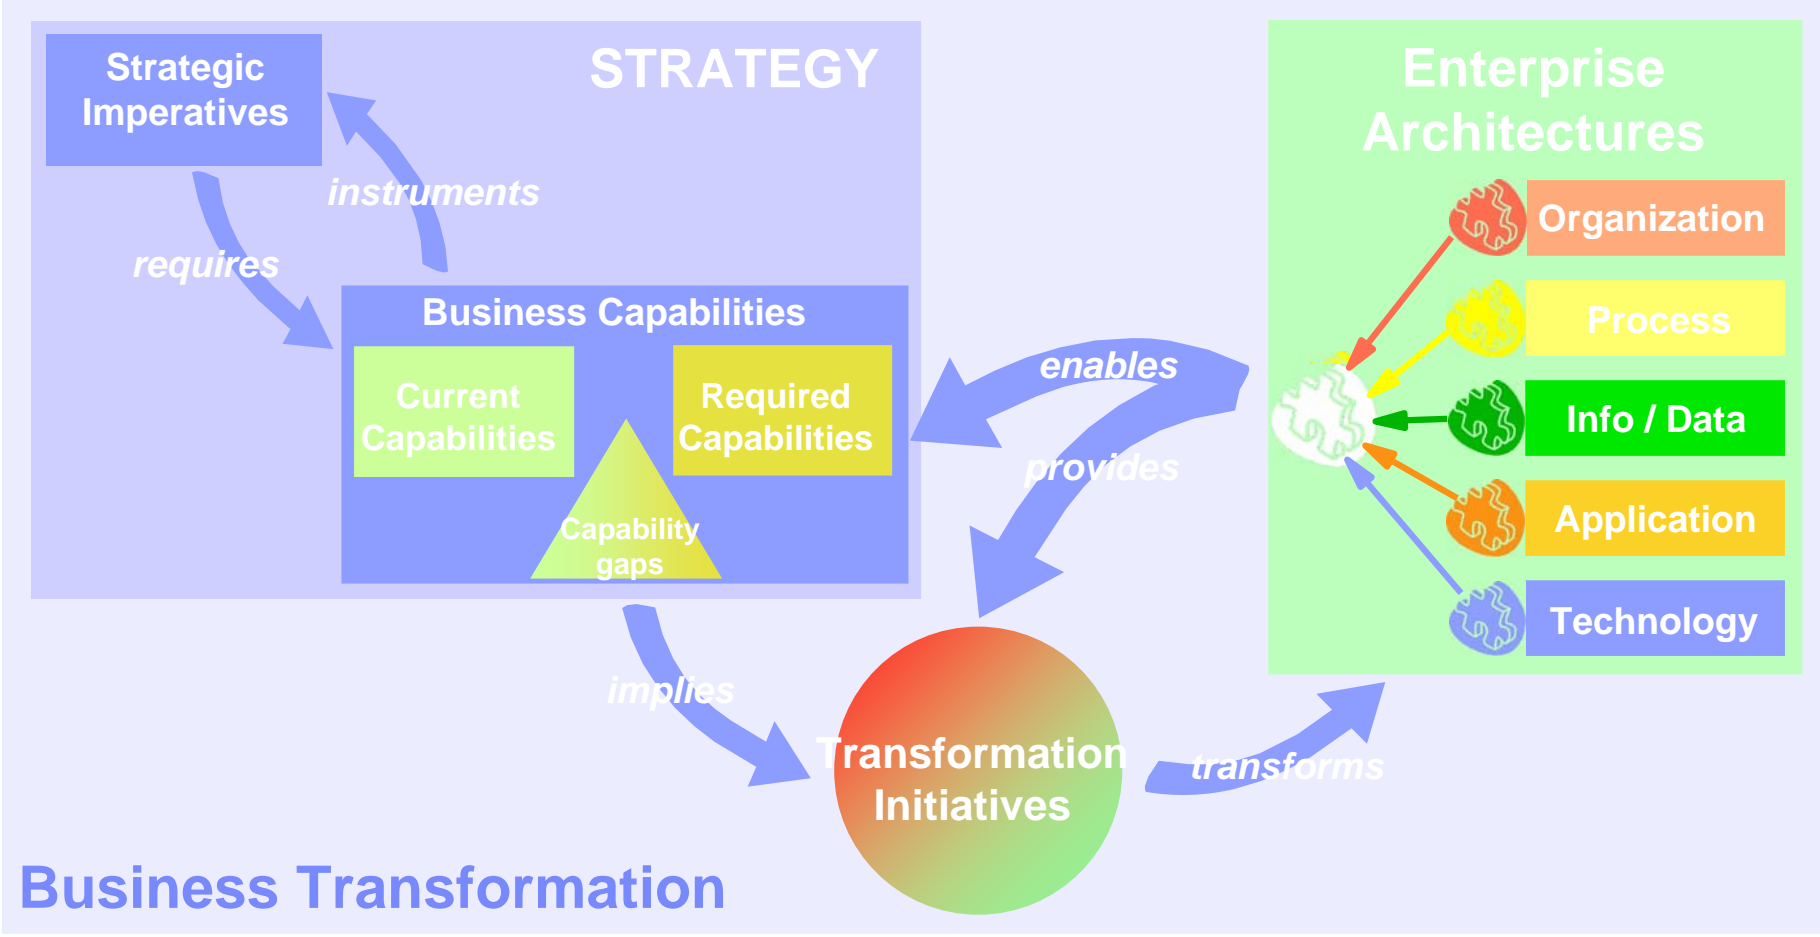 STRATEGY
Strategic
Imperatives
instruments
requires
Business Capabilities
Current
Capabilities
Required
Capabilities
Capability
gaps
enables
provides
implies
Transformation
Initiatives
transforms
Enterprise
Architectures
Organization
Process
Info / Data
Application
Technology
Business Transformation